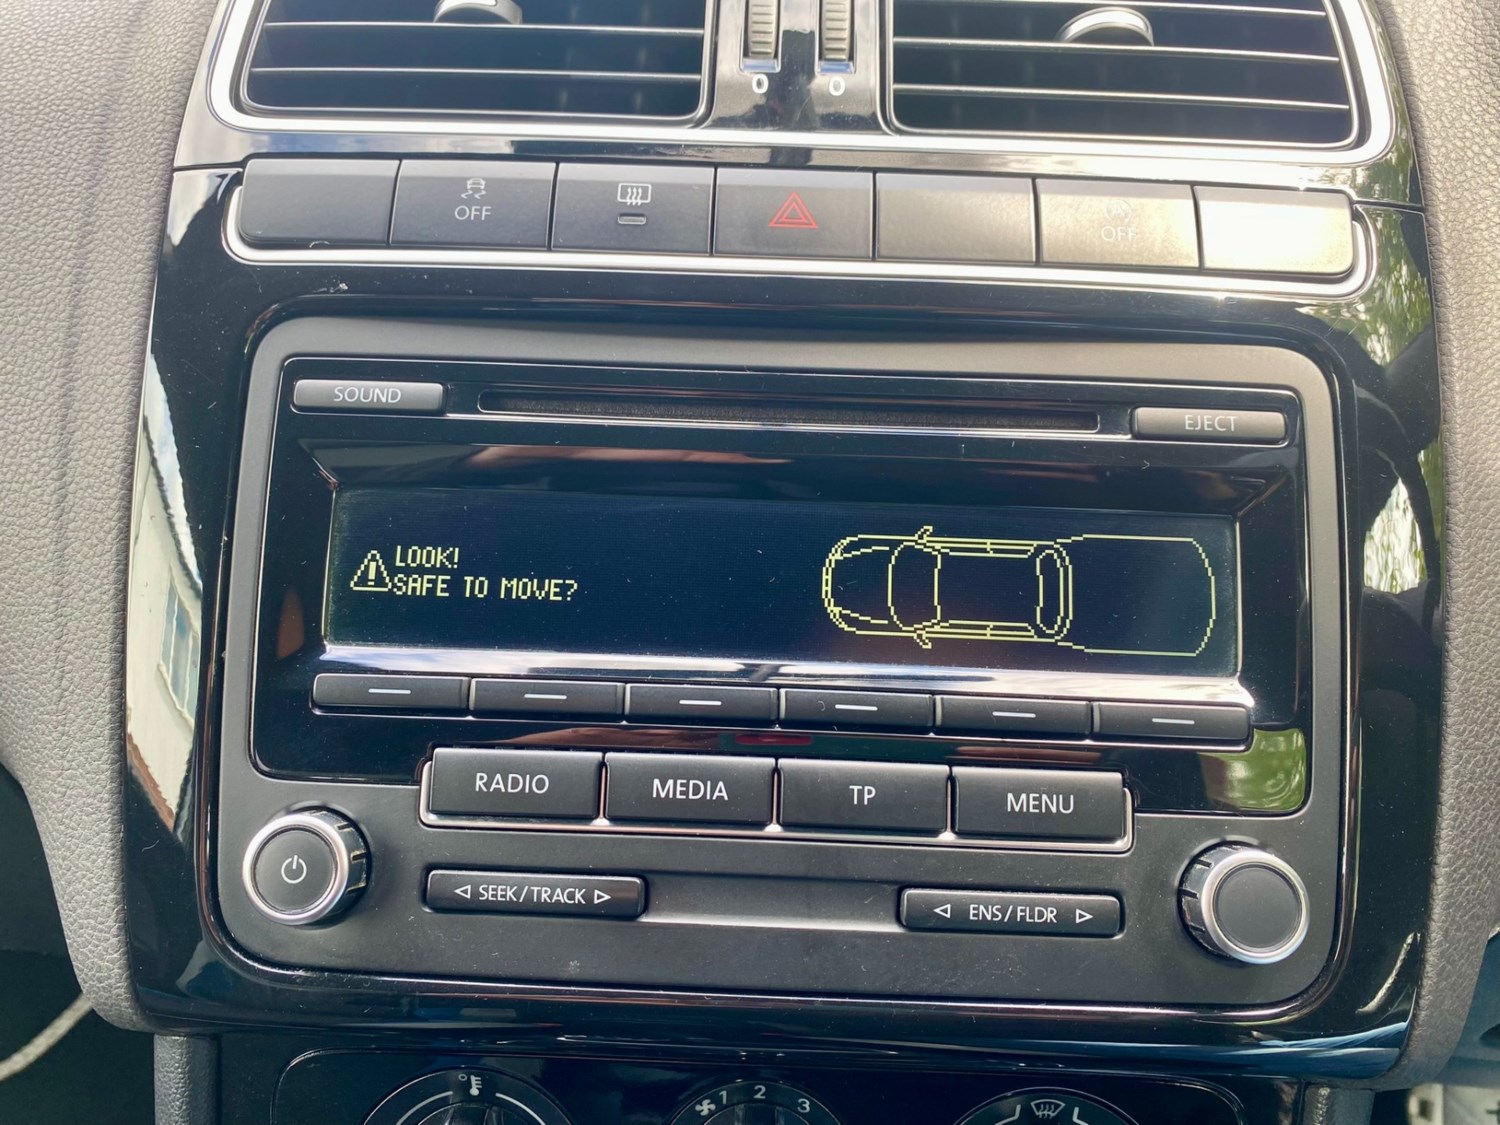 0 0
OFF
A
OFF
SOUND
EJECT
LOOK!
SAFE TO MOVE?
RADIO MEDIA TP MENU
SEEK/TRACK
ENS/FLDR
1 2 3